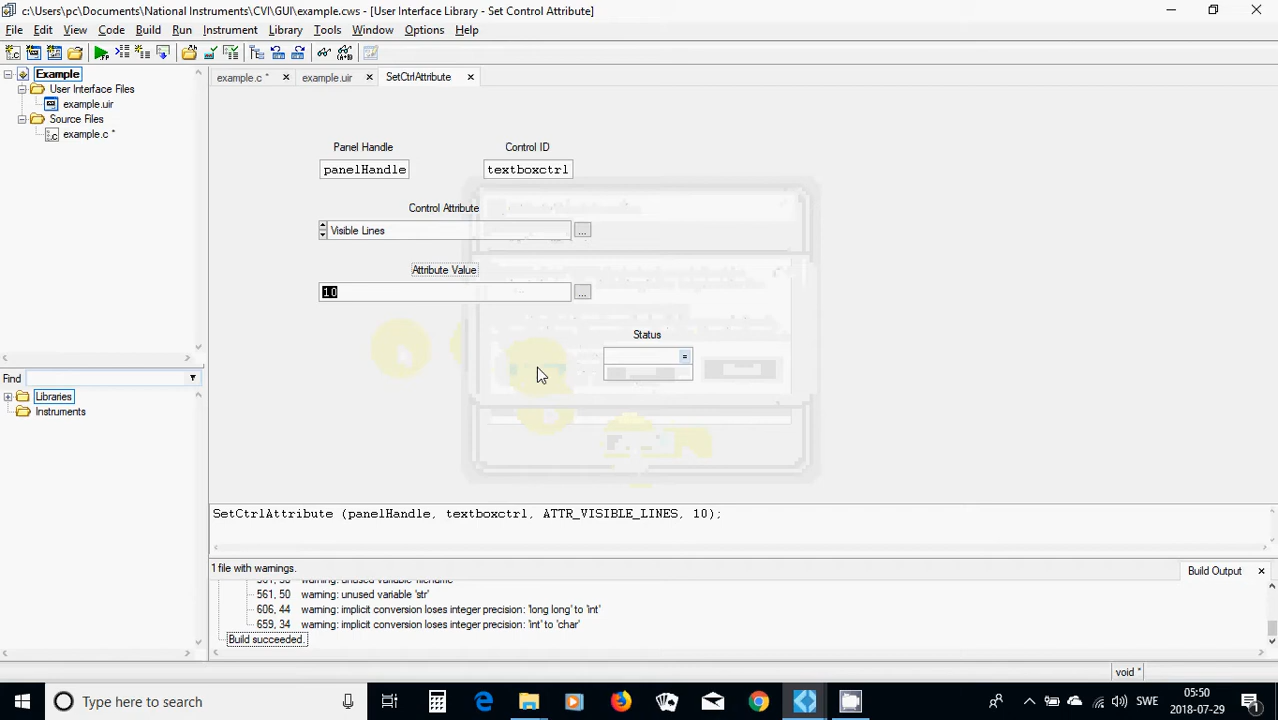 c:\Users\pc\Documents\National Instruments\CVI\GUI\example.cws - [User Interface Library - Set Control Attribute]
File Edit View Code Build Run Instrument Library Tools Window Options Help
Example
User Interface Files
example.uir
Source Files
example.c *
example.c * example.uir SetCtrlAttribute
Panel Handle Control ID
panelHandle textboxctrl
Control Attribute
Visible Lines ...
Attribute Value
10 ...
Status
=
Find
Libraries
Instruments
SetCtrlAttribute (panelHandle, textboxctrl, ATTR_VISIBLE_LINES, 10);
1 file with warnings. Build Output
warning: unused variable
561, 50 warning: unused variable 'str'
606, 44 warning: implicit conversion loses integer precision: 'long long' to 'int'
659, 34 warning: implicit conversion loses integer precision: 'int' to 'char'
Build succeeded.
void *
Type here to search SWE 05:50
2018-07-29